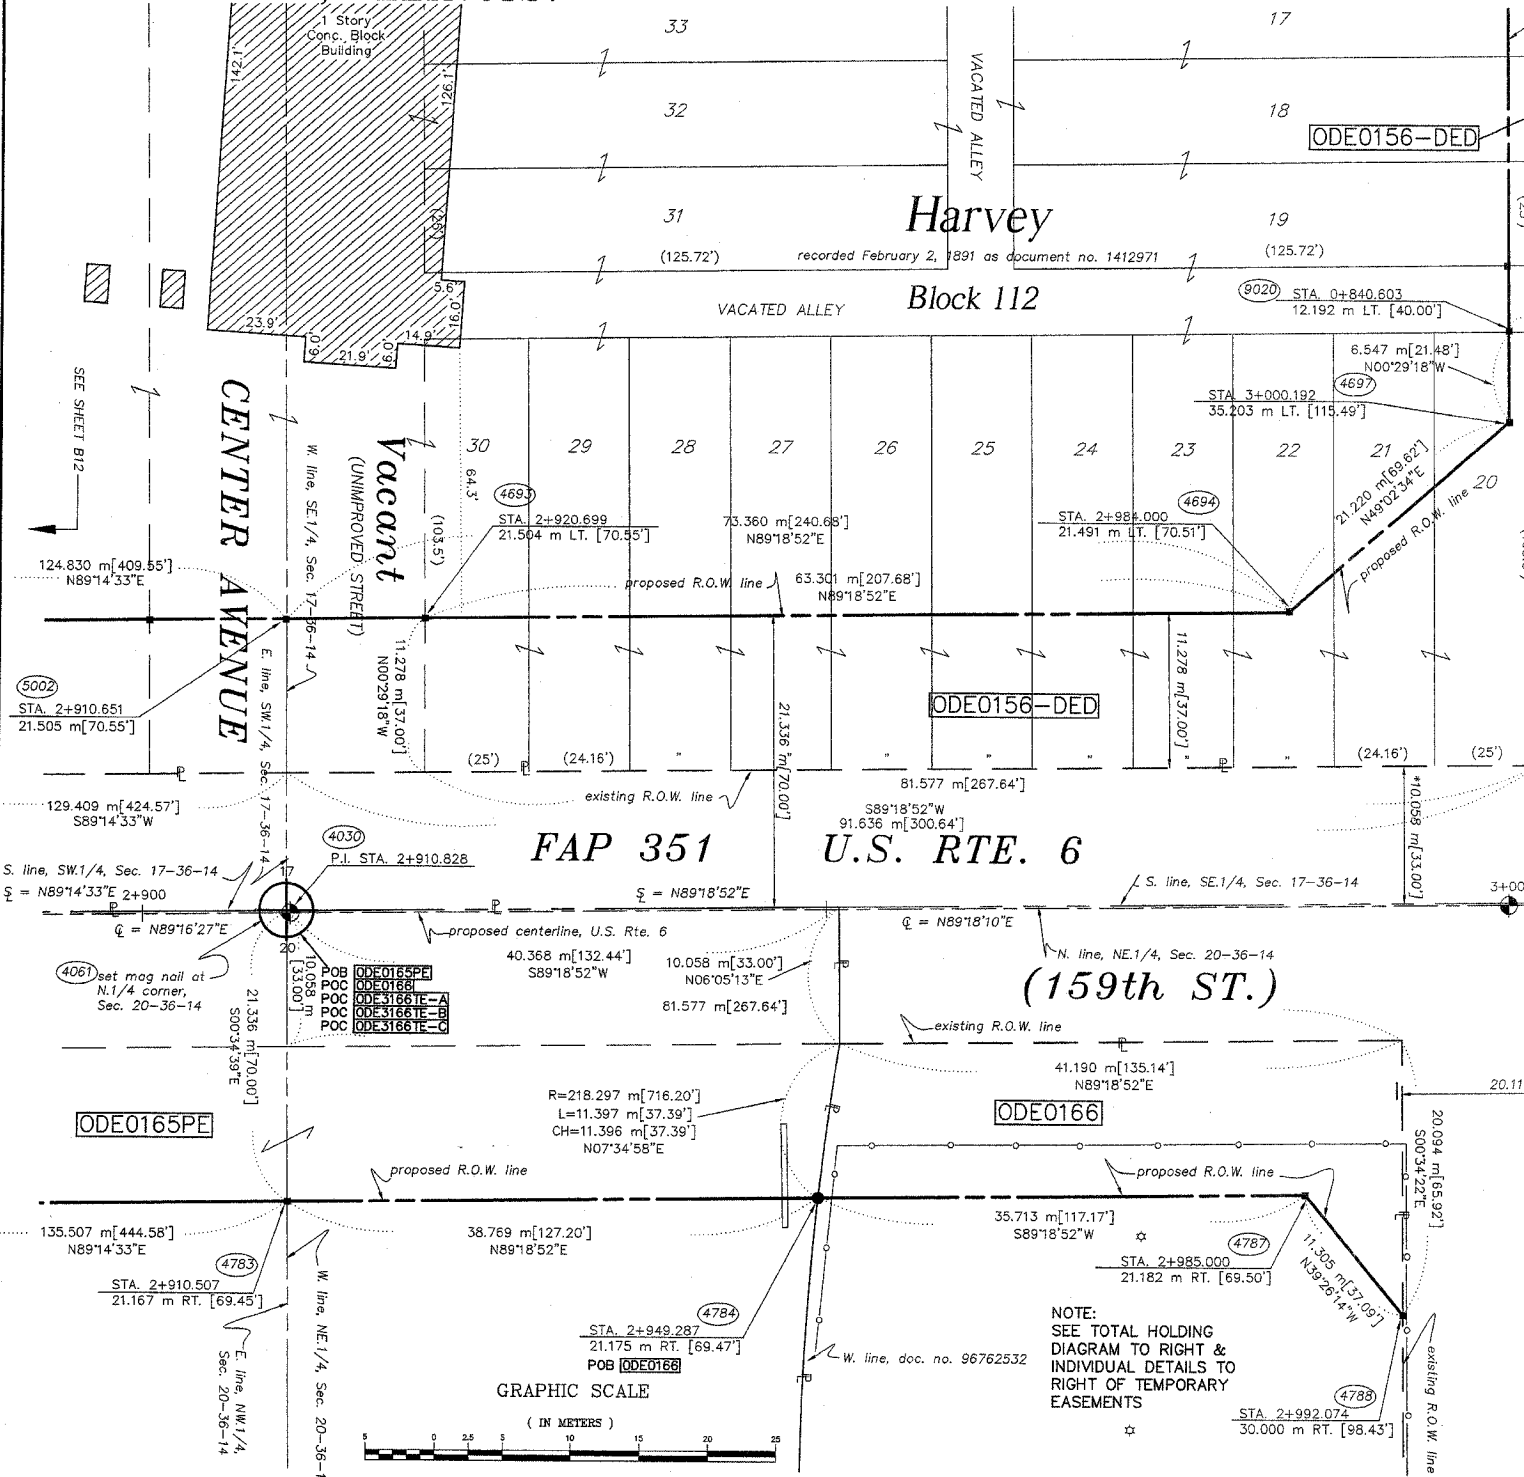 1 Story
Conc. Block
Building
142.1'
126.1'
33
17
32
18
VACATED ALLEY
ODE0156-DED
31
(26')
Harvey
19
(125.72')
recorded February 2, 1891 as document no. 1412971
(125.72')
5.6'
16.0'
VACATED ALLEY
Block 112
9020
STA. 0+840.603
12.192 m LT. [40.00']
23.9'
6.0'
21.9'
6.0'
14.9'
6.547 m[21.48']
N00°29'18"W
4697
STA. 3+000.192
35.203 m LT. [115.49']
SEE SHEET B12
CENTER AVENUE
W. line, SE.1/4, Sec. 17-36-14
Vacant
(UNIMPROVED STREET)
30
29
28
27
26
25
24
23
22
21
20
64.3'
(103.5')
4693
STA. 2+920.699
21.504 m LT. [70.55']
73.360 m[240.68']
N89°18'52"E
4694
STA. 2+984.000
21.491 m LT. [70.51']
21.220 m[69.62']
N49°02'34"E
proposed R.O.W. line
124.830 m[409.55']
N89°14'33"E
proposed R.O.W. line
63.301 m[207.68']
N89°18'52"E
5002
STA. 2+910.651
21.505 m[70.55']
E. line, SW.1/4, Sec. 17-36-14
11.278 m[37.00']
N00°29'18"W
21.336 m[70.00']
ODE0156-DED
11.278 m[37.00']
(25')
(24.16')
"
"
"
"
"
"
(24.16')
(25')
129.409 m[424.57']
S89°14'33"W
existing R.O.W. line
81.577 m[267.64']
S89°18'52"W
91.636 m[300.64']
*10.058 m[33.00']
4030
P.I. STA. 2+910.828
FAP 351
U.S. RTE. 6
S. line, SW.1/4, Sec. 17-36-14
℄ = N89°14'33"E
2+900
17
℄ = N89°18'52"E
S. line, SE.1/4, Sec. 17-36-14
3+00
℄ = N89°16'27"E
20
proposed centerline, U.S. Rte. 6
℄ = N89°18'10"E
4061
set mag nail at
N.1/4 corner,
Sec. 20-36-14
10.058 m
[33.00']
POB ODE0165PE
POC ODE0166
POC ODE3166TE-A
POC ODE3166TE-B
POC ODE3166TE-C
40.368 m[132.44']
S89°18'52"W
10.058 m[33.00']
N06°05'13"E
81.577 m[267.64']
N. line, NE.1/4, Sec. 20-36-14
(159th ST.)
existing R.O.W. line
21.336 m[70.00']
S00°34'39"E
41.190 m[135.14']
N89°18'52"E
20.11
ODE0165PE
R=218.297 m[716.20']
L=11.397 m[37.39']
CH=11.396 m[37.39']
N07°34'58"E
ODE0166
20.094 m[65.92']
S00°34'22"E
proposed R.O.W. line
proposed R.O.W. line
135.507 m[444.58']
N89°14'33"E
38.769 m[127.20']
N89°18'52"E
35.713 m[117.17']
S89°18'52"W
4783
STA. 2+910.507
21.167 m RT. [69.45']
4787
STA. 2+985.000
21.182 m RT. [69.50']
11.305 m[37.09']
N39°26'14"W
4784
STA. 2+949.287
21.175 m RT. [69.47']
POB ODE0166
W. line, doc. no. 96762532
NOTE:
SEE TOTAL HOLDING
DIAGRAM TO RIGHT &
INDIVIDUAL DETAILS TO
RIGHT OF TEMPORARY
EASEMENTS
E. line, NW.1/4,
Sec. 20-36-14
W. line, NE.1/4, Sec. 20-36-1
4788
STA. 2+992.074
30.000 m RT. [98.43']
existing R.O.W. line
GRAPHIC SCALE
( IN METERS )
5 0 2.5 5 10 15 20 25